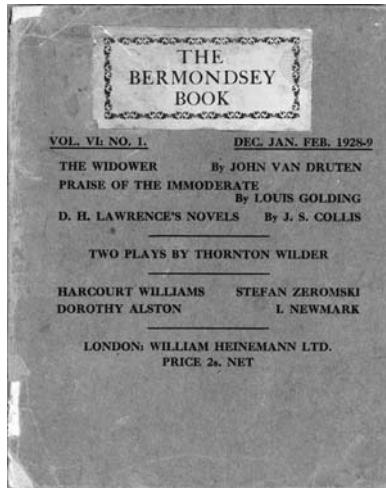 THE
BERMONDSEY
BOOK
VOL. VI: NO. 1. DEC. JAN. FEB. 1928-9
THE WIDOWER By JOHN VAN DRUTEN
PRAISE OF THE IMMODERATE
By LOUIS GOLDING
D. H. LAWRENCE'S NOVELS By J. S. COLLIS
TWO PLAYS BY THORNTON WILDER
HARCOURT WILLIAMS STEFAN ZEROMSKI
DOROTHY ALSTON I. NEWMARK
LONDON: WILLIAM HEINEMANN LTD.
PRICE 2s. NET